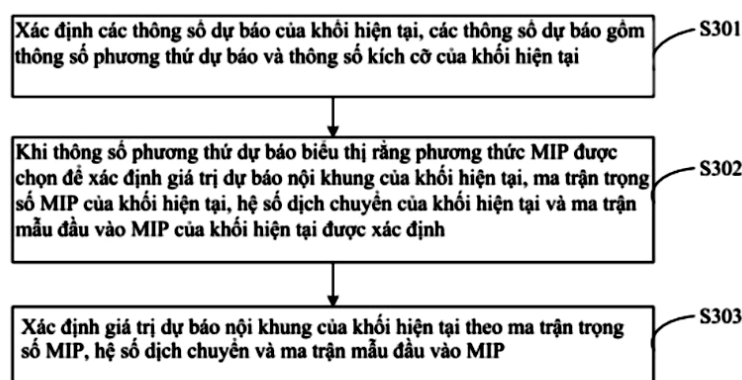 Xác định các thông số dự báo của khối hiện tại, các thông số dự báo gồm
thông số phương thứ dự báo và thông số kích cỡ của khối hiện tại
S301
Khi thông số phương thứ dự báo biểu thị rằng phương thức MIP được
chọn để xác định giá trị dự báo nội khung của khối hiện tại, ma trận trọng
số MIP của khối hiện tại, hệ số dịch chuyển của khối hiện tại và ma trận
mẫu đầu vào MIP của khối hiện tại được xác định
S302
Xác định giá trị dự báo nội khung của khối hiện tại theo ma trận trọng
số MIP, hệ số dịch chuyển và ma trận mẫu đầu vào MIP
S303